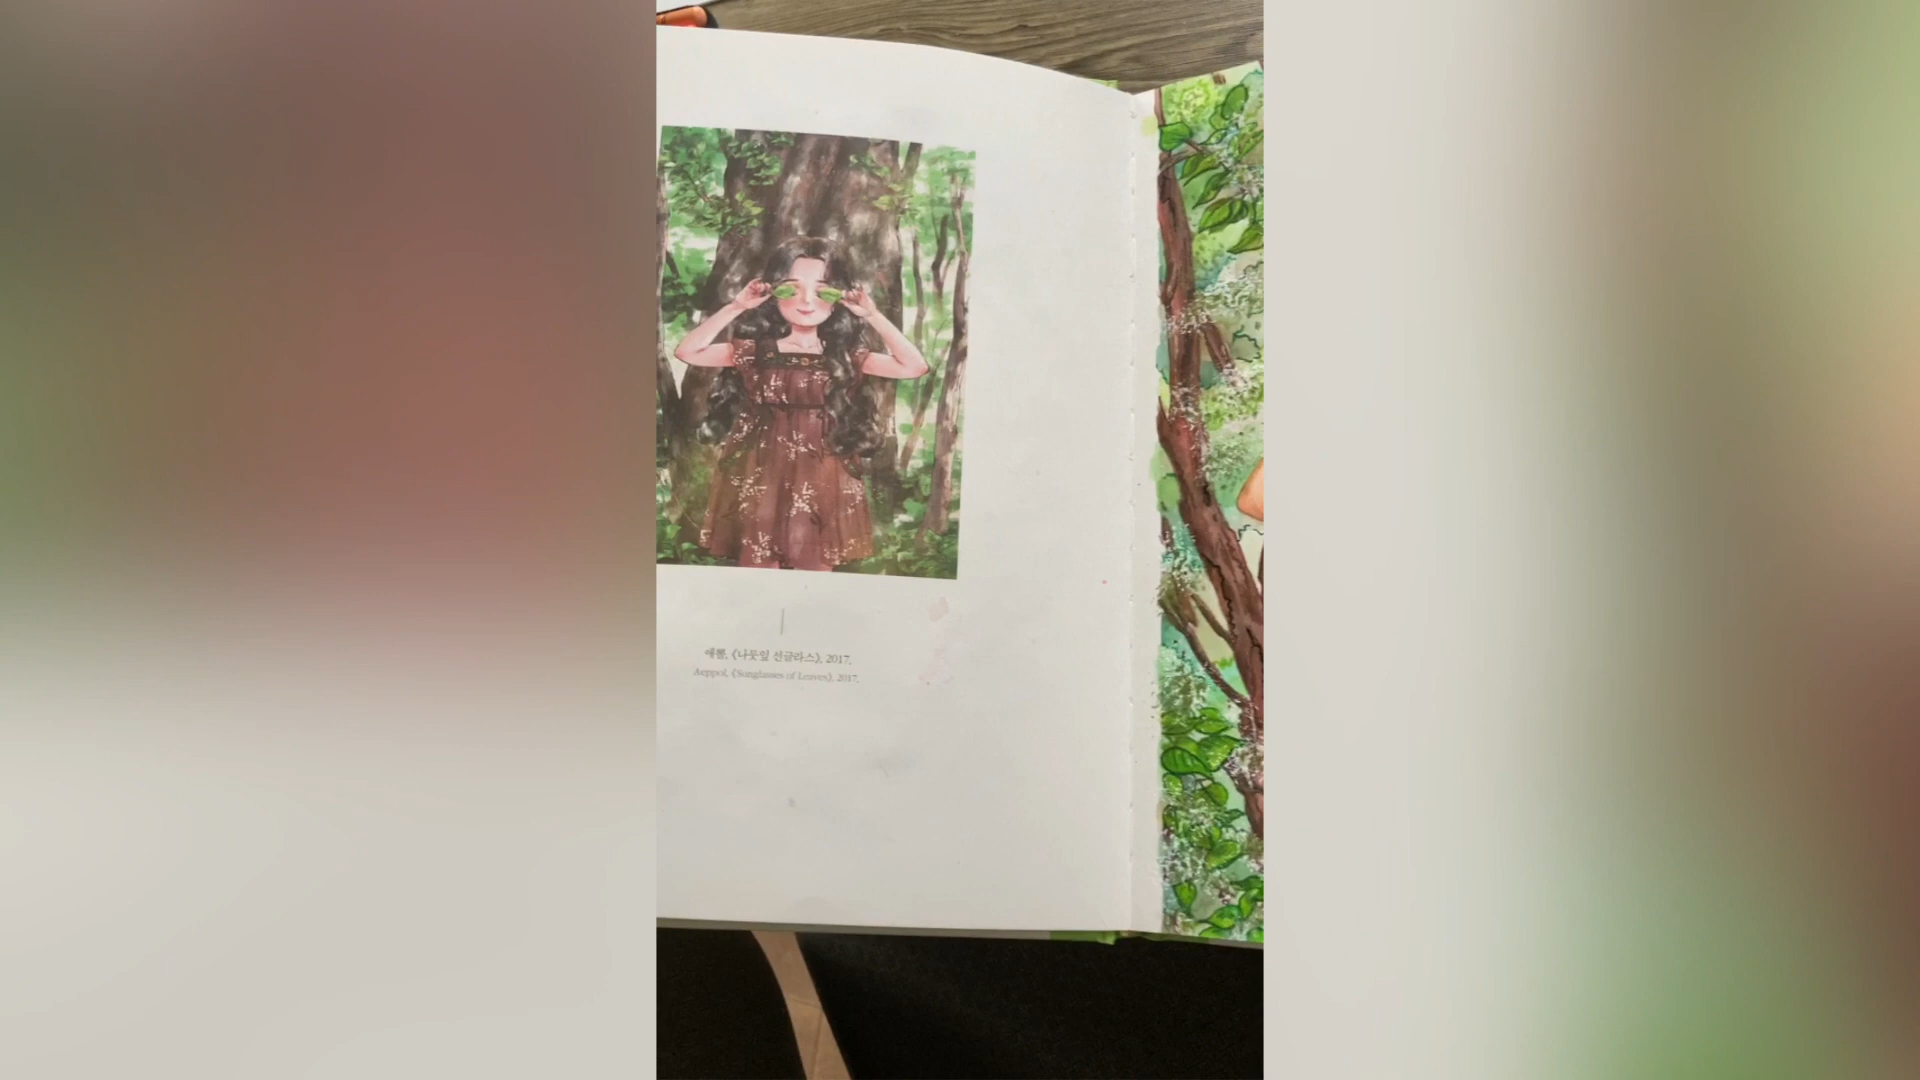 애뽈, 《나뭇잎 선글라스》, 2017.
Aeppol, 《Sunglasses of Leaves》, 2017.